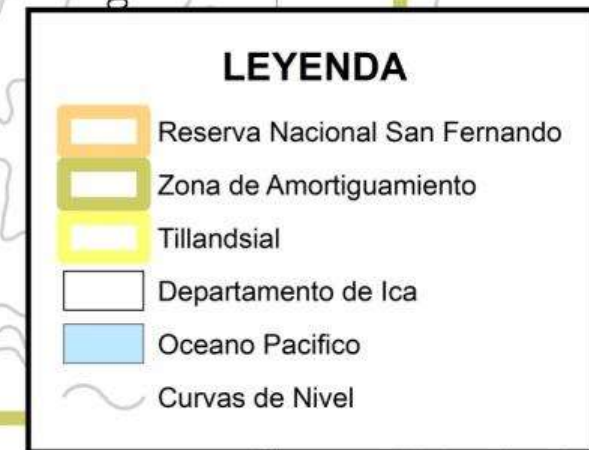 LEYENDA
Reserva Nacional San Fernando
Zona de Amortiguamiento
Tillandsial
Departamento de Ica
Oceano Pacifico
Curvas de Nivel